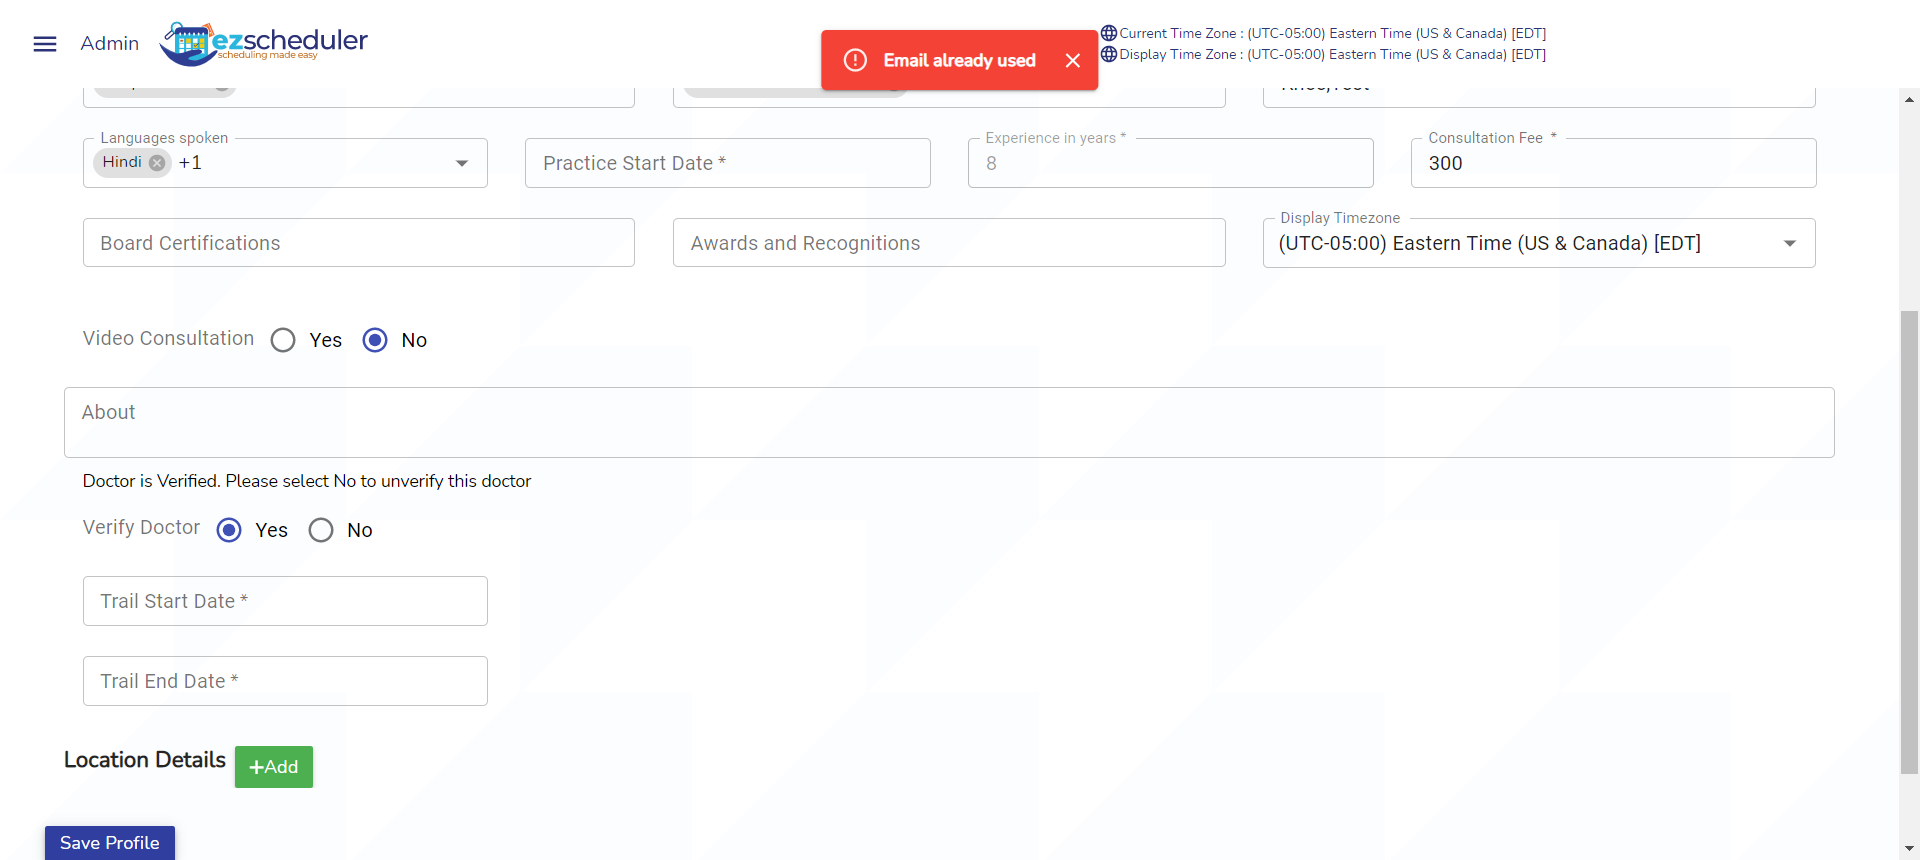 Admin
ezscheduler
scheduling made easy
Email already used
Current Time Zone : (UTC-05:00) Eastern Time (US & Canada) [EDT]
Display Time Zone : (UTC-05:00) Eastern Time (US & Canada) [EDT]
Languages spoken
Hindi +1
Practice Start Date *
Experience in years *
8
Consultation Fee *
300
Board Certifications
Awards and Recognitions
Display Timezone
(UTC-05:00) Eastern Time (US & Canada) [EDT]
Video Consultation Yes No
About
Doctor is Verified. Please select No to unverify this doctor
Verify Doctor Yes No
Trail Start Date *
Trail End Date *
Location Details +Add
Save Profile